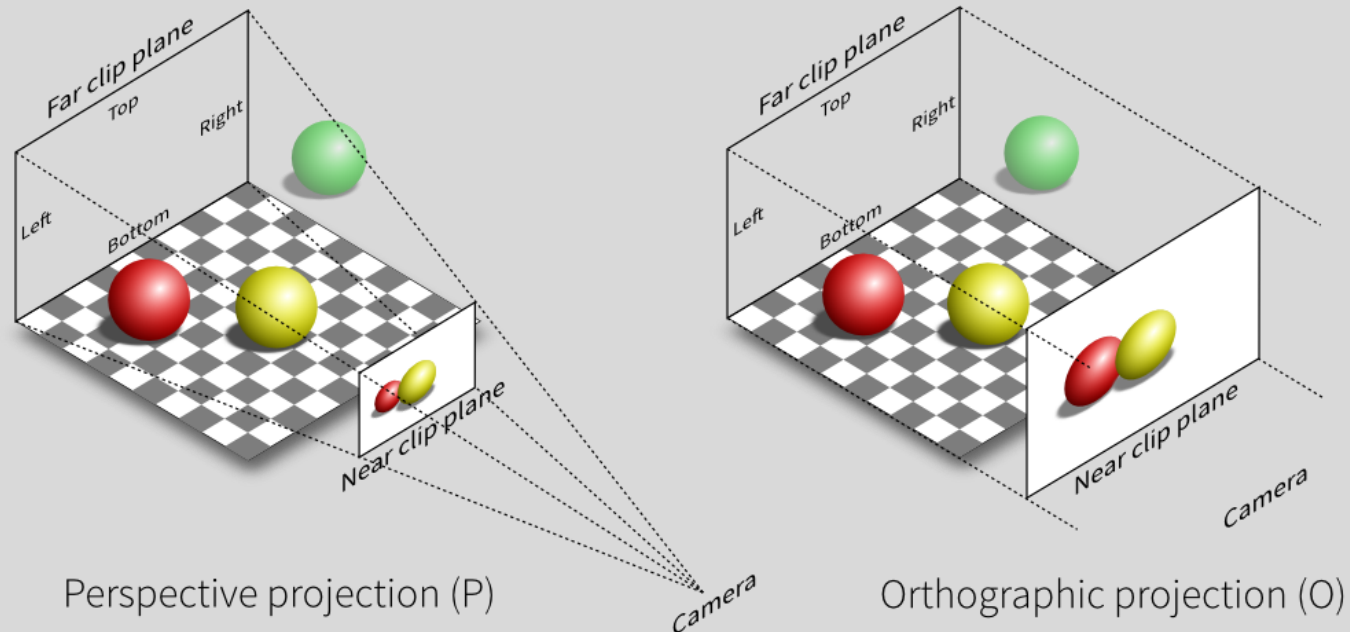 Far clip plane
Top
Right
Left
Bottom
Near clip plane
Camera
Perspective projection (P)
Far clip plane
Top
Right
Left
Bottom
Near clip plane
Camera
Orthographic projection (O)